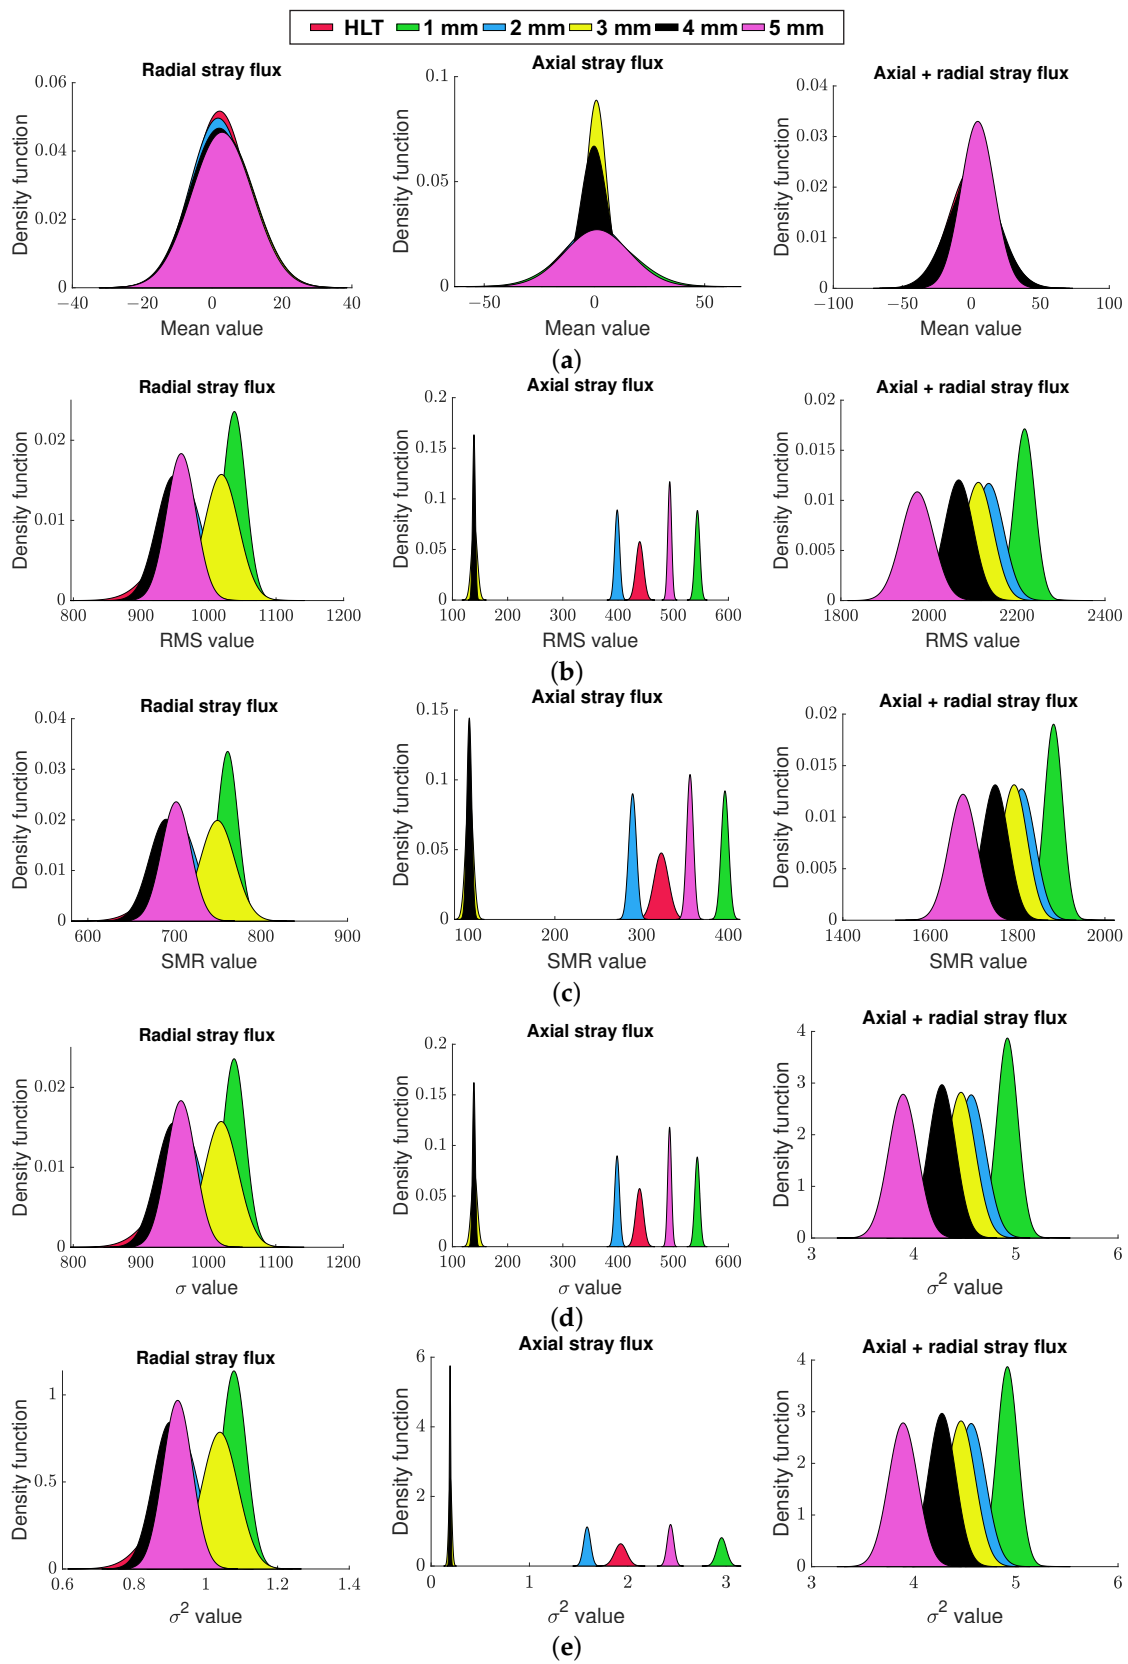 HLT 1 mm 2 mm 3 mm 4 mm 5 mm
Radial stray flux
Density function
0.06
0.04
0.02
0
−40 −20 0 20 40
Mean value
Axial stray flux
Density function
0.1
0.05
0
−50 0 50
Mean value
Axial + radial stray flux
Density function
0.04
0.03
0.02
0.01
0
−100 −50 0 50 100
Mean value
(a)
Radial stray flux
Density function
0.02
0.01
0
800 900 1000 1100 1200
RMS value
Axial stray flux
Density function
0.2
0.15
0.1
0.05
0
100 200 300 400 500 600
RMS value
Axial + radial stray flux
Density function
0.02
0.015
0.01
0.005
0
1800 2000 2200 2400
RMS value
(b)
Radial stray flux
Density function
0.04
0.03
0.02
0.01
0
600 700 800 900
SMR value
Axial stray flux
Density function
0.15
0.1
0.05
0
100 200 300 400
SMR value
Axial + radial stray flux
Density function
0.02
0.015
0.01
0.005
0
1400 1600 1800 2000
SMR value
(c)
Radial stray flux
Density function
0.02
0.01
0
800 900 1000 1100 1200
σ value
Axial stray flux
Density function
0.2
0.15
0.1
0.05
0
100 200 300 400 500 600
σ value
Axial + radial stray flux
Density function
4
3
2
1
0
3 4 5 6
σ² value
(d)
Radial stray flux
Density function
1
0.5
0
0.6 0.8 1 1.2 1.4
σ² value
Axial stray flux
Density function
6
4
2
0
0 1 2 3
σ² value
Axial + radial stray flux
Density function
4
3
2
1
0
3 4 5 6
σ² value
(e)